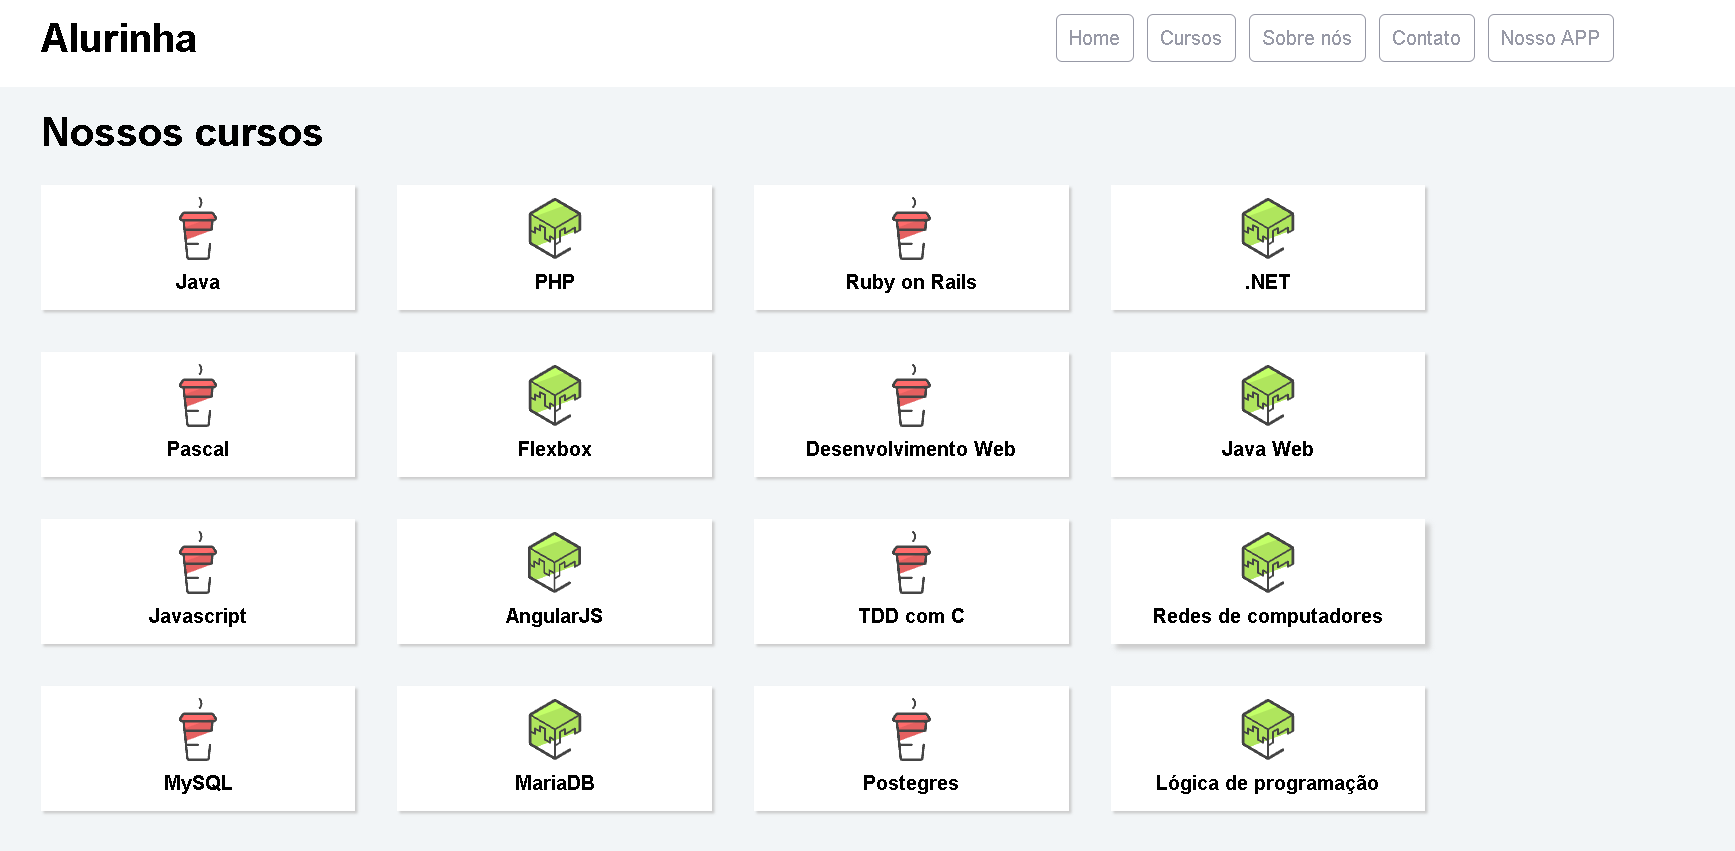 Alurinha
Home Cursos Sobre nós Contato Nosso APP
Nossos cursos
Java PHP Ruby on Rails .NET
Pascal Flexbox Desenvolvimento Web Java Web
Javascript AngularJS TDD com C Redes de computadores
MySQL MariaDB Postegres Lógica de programação